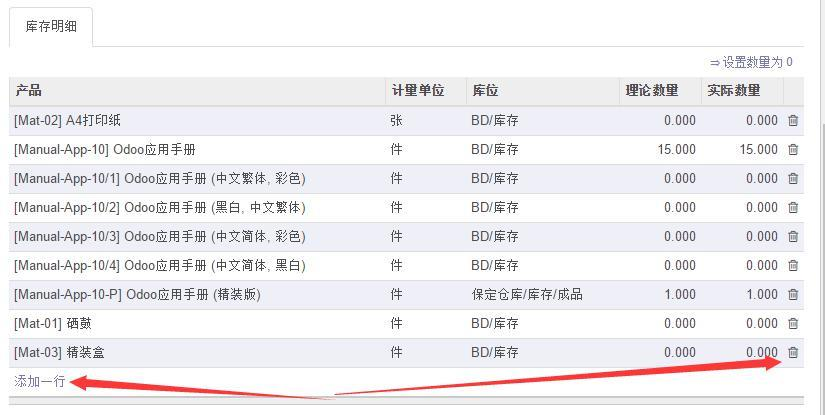 库存明细
⇒ 设置数量为 0
产品 计量单位 库位 理论数量 实际数量
[Mat-02] A4打印纸 张 BD/库存 0.000 0.000
[Manual-App-10] Odoo应用手册 件 BD/库存 15.000 15.000
[Manual-App-10/1] Odoo应用手册 (中文繁体, 彩色) 件 BD/库存 0.000 0.000
[Manual-App-10/2] Odoo应用手册 (黑白, 中文繁体) 件 BD/库存 0.000 0.000
[Manual-App-10/3] Odoo应用手册 (中文简体, 彩色) 件 BD/库存 0.000 0.000
[Manual-App-10/4] Odoo应用手册 (中文简体, 黑白) 件 BD/库存 0.000 0.000
[Manual-App-10-P] Odoo应用手册 (精装版) 件 保定仓库/库存/成品 1.000 1.000
[Mat-01] 硒鼓 件 BD/库存 0.000 0.000
[Mat-03] 精装盒 件 BD/库存 0.000 0.000
添加一行